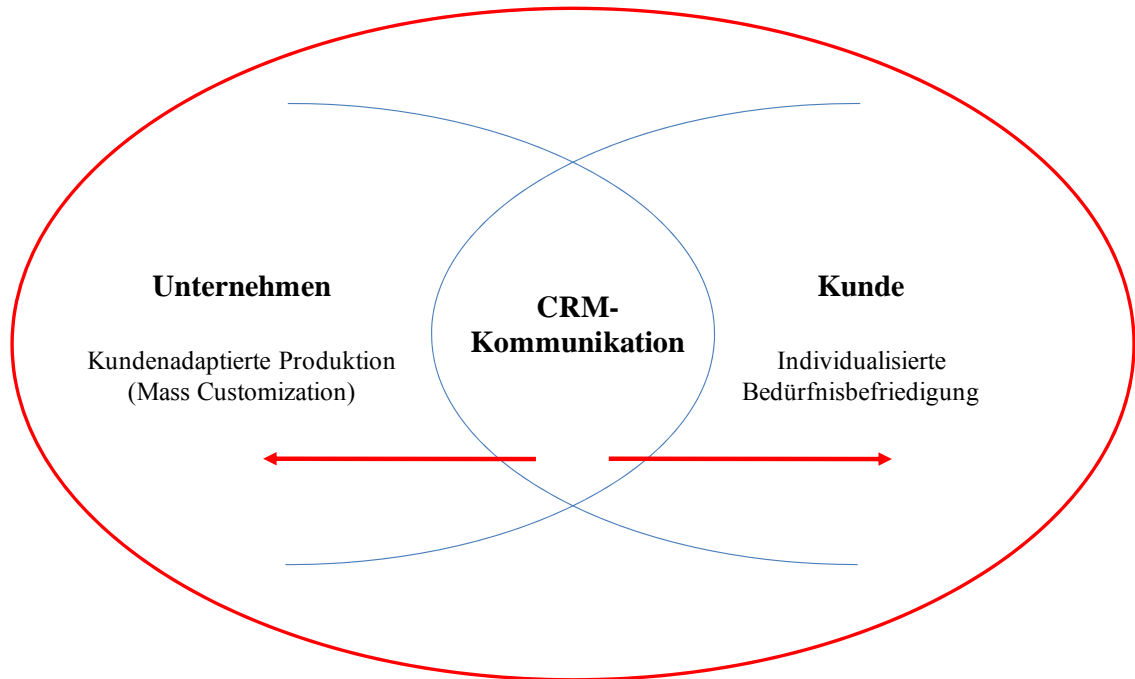 Unternehmen
Kundenadaptierte Produktion
(Mass Customization)
CRM-
Kommunikation
Kunde
Individualisierte
Bedürfnisbefriedigung